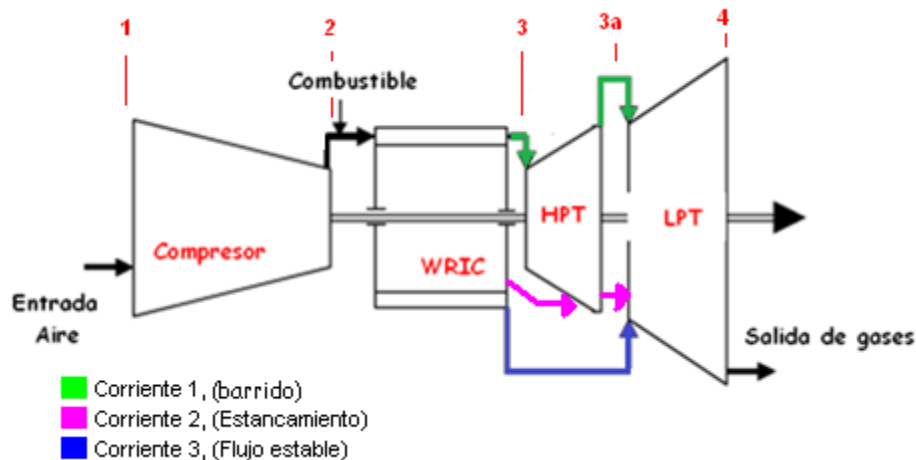 1
2
3
3a
4
Combustible
Compresor
WRIC
HPT
LPT
Entrada
Aire
Salida de gases
Corriente 1, (barrido)
Corriente 2, (Estancamiento)
Corriente 3, (Flujo estable)